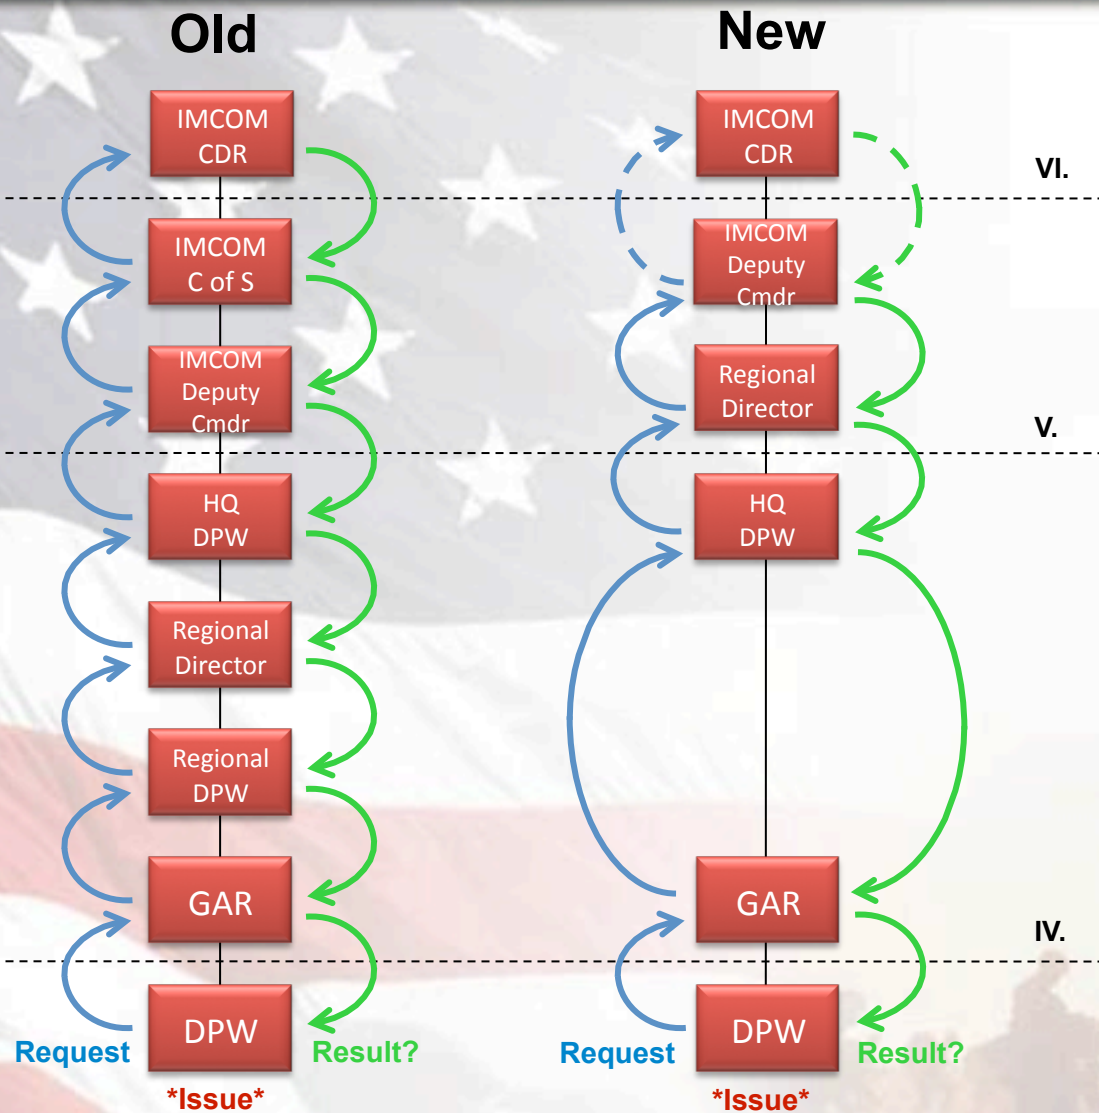 Old
New
IMCOM
CDR
IMCOM
CDR
VI.
IMCOM
C of S
IMCOM
Deputy
Cmdr
IMCOM
Deputy
Cmdr
Regional
Director
V.
HQ
DPW
HQ
DPW
Regional
Director
Regional
DPW
GAR
GAR
IV.
DPW
DPW
Request
Result?
Request
Result?
*Issue*
*Issue*